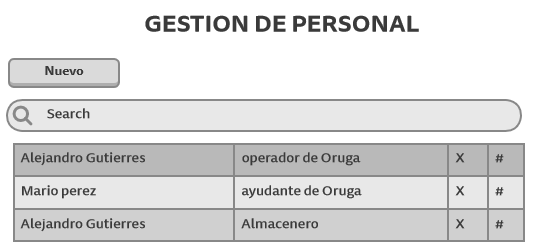 GESTION DE PERSONAL
Nuevo
Search
Alejandro Gutierres operador de Oruga X #
Mario perez ayudante de Oruga X #
Alejandro Gutierres Almacenero X #